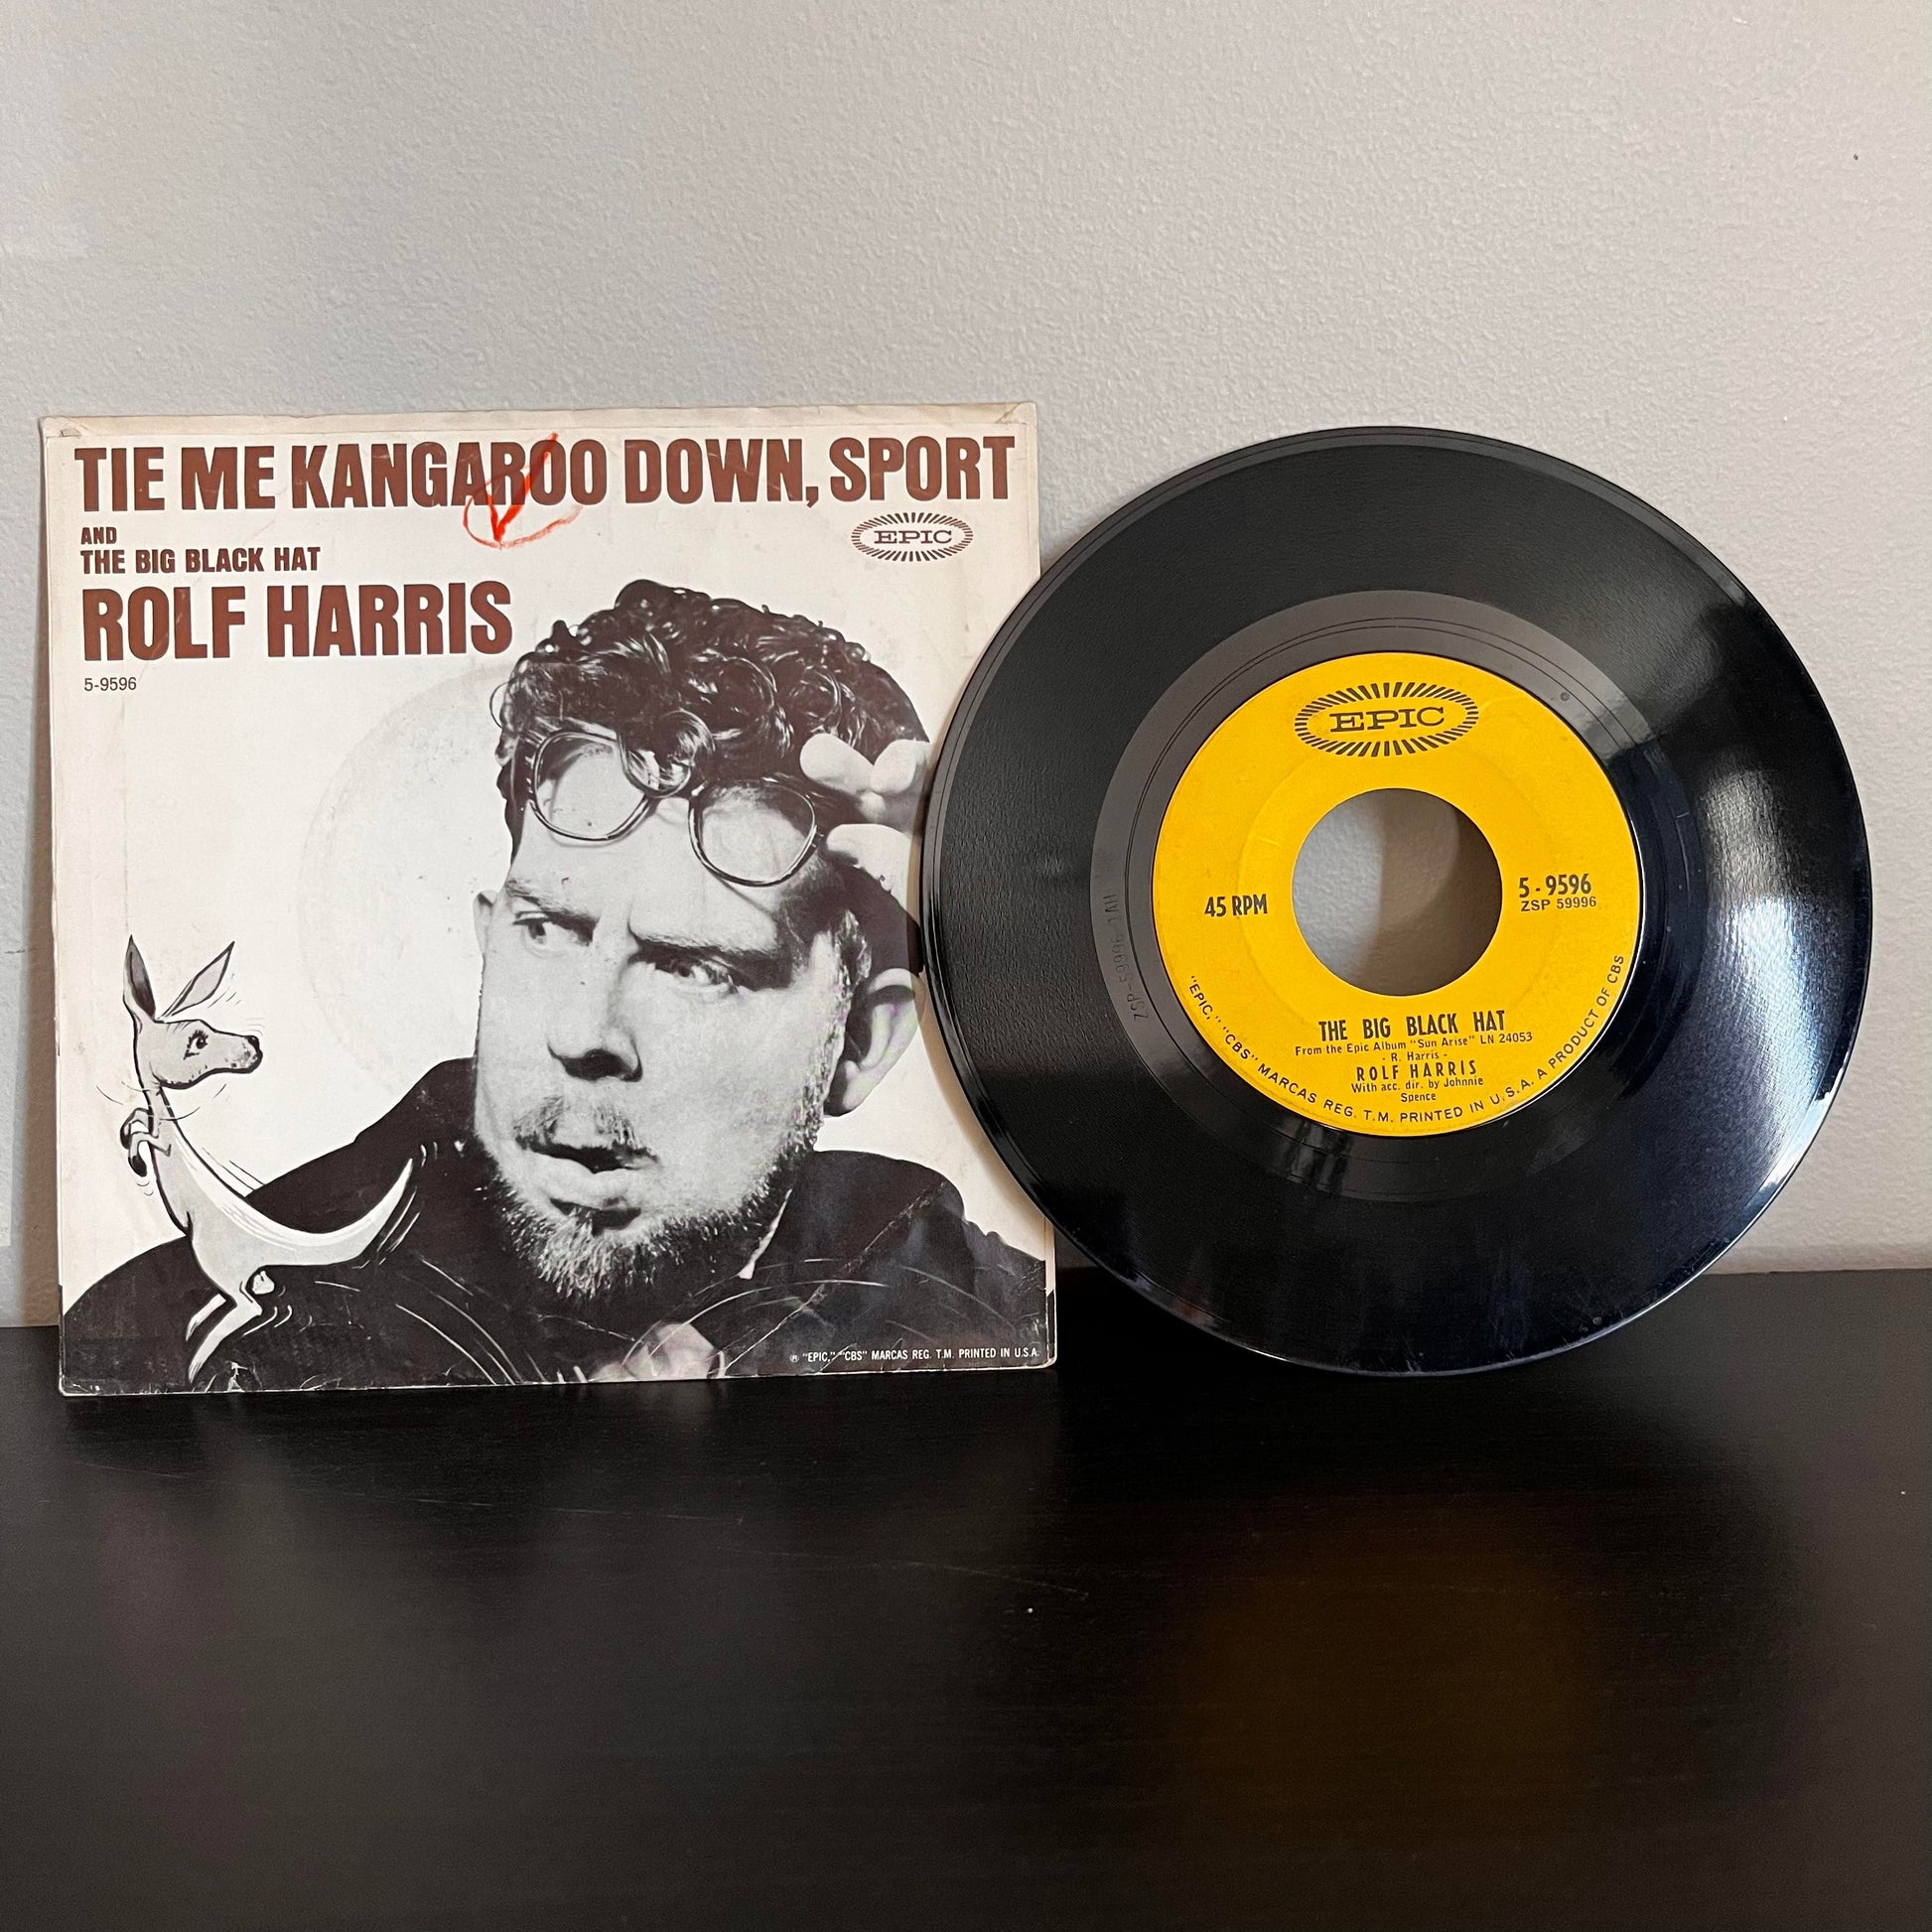 TIE ME KANGAROO DOWN, SPORT
AND
THE BIG BLACK HAT
EPIC
ROLF HARRIS
5-9596
℗ "EPIC," "CBS" MARCAS REG. T.M. PRINTED IN U.S.A.
EPIC
45 RPM
5 - 9596
ZSP 59996
THE BIG BLACK HAT
From the Epic Album "Sun Arise" LN 24053
- R. Harris -
ROLF HARRIS
With acc. dir. by Johnnie
Spence
"EPIC," "CBS" MARCAS REG. T.M. PRINTED IN U.S.A. A PRODUCT OF CBS